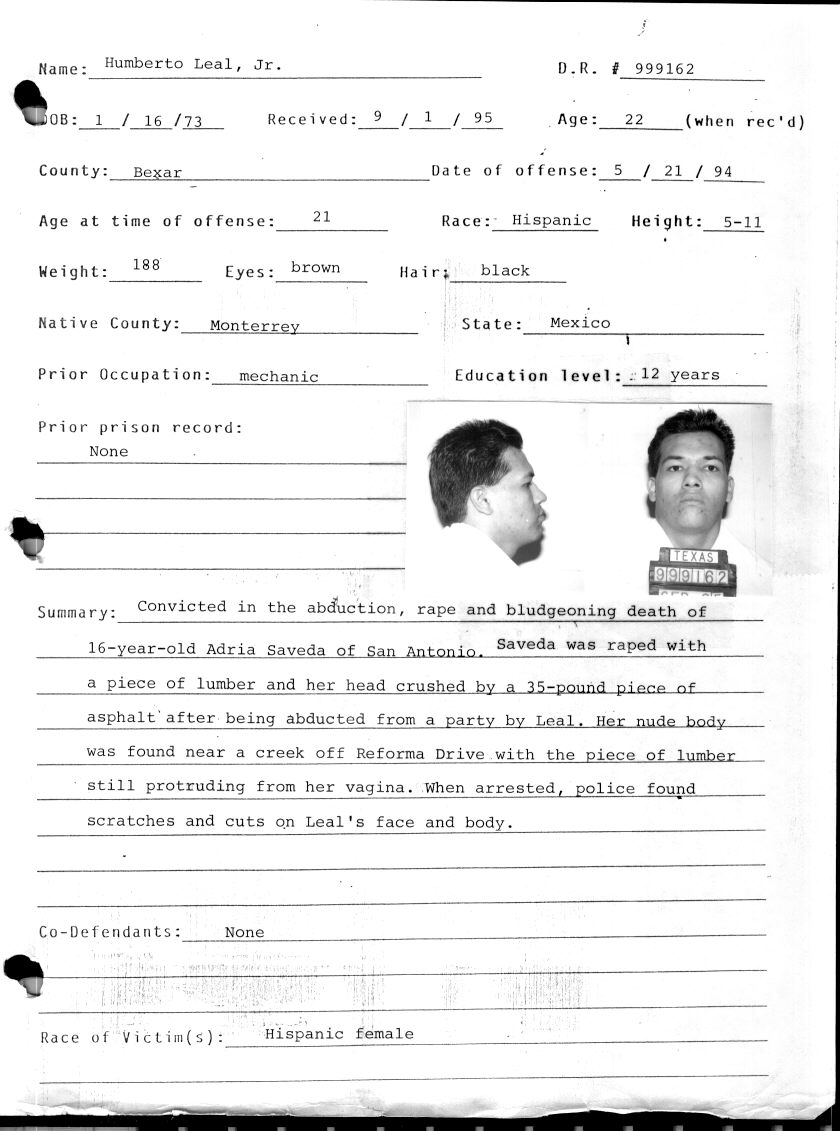 Name: Humberto Leal, Jr. D.R. # 999162
DOB: 1 / 16 /73 Received: 9 / 1 / 95 Age: 22 (when rec'd)
County: Bexar Date of offense: 5 / 21 / 94
Age at time of offense: 21 Race: Hispanic Height: 5-11
Weight: 188 Eyes: brown Hair: black
Native County: Monterrey State: Mexico
Prior Occupation: mechanic Education level: 12 years
Prior prison record:
None
TEXAS
999162
Summary: Convicted in the abduction, rape and bludgeoning death of
16-year-old Adria Saveda of San Antonio. Saveda was raped with
a piece of lumber and her head crushed by a 35-pound piece of
asphalt after being abducted from a party by Leal. Her nude body
was found near a creek off Reforma Drive with the piece of lumber
still protruding from her vagina. When arrested, police found
scratches and cuts on Leal's face and body.
Co-Defendants: None
Race of Victim(s): Hispanic female